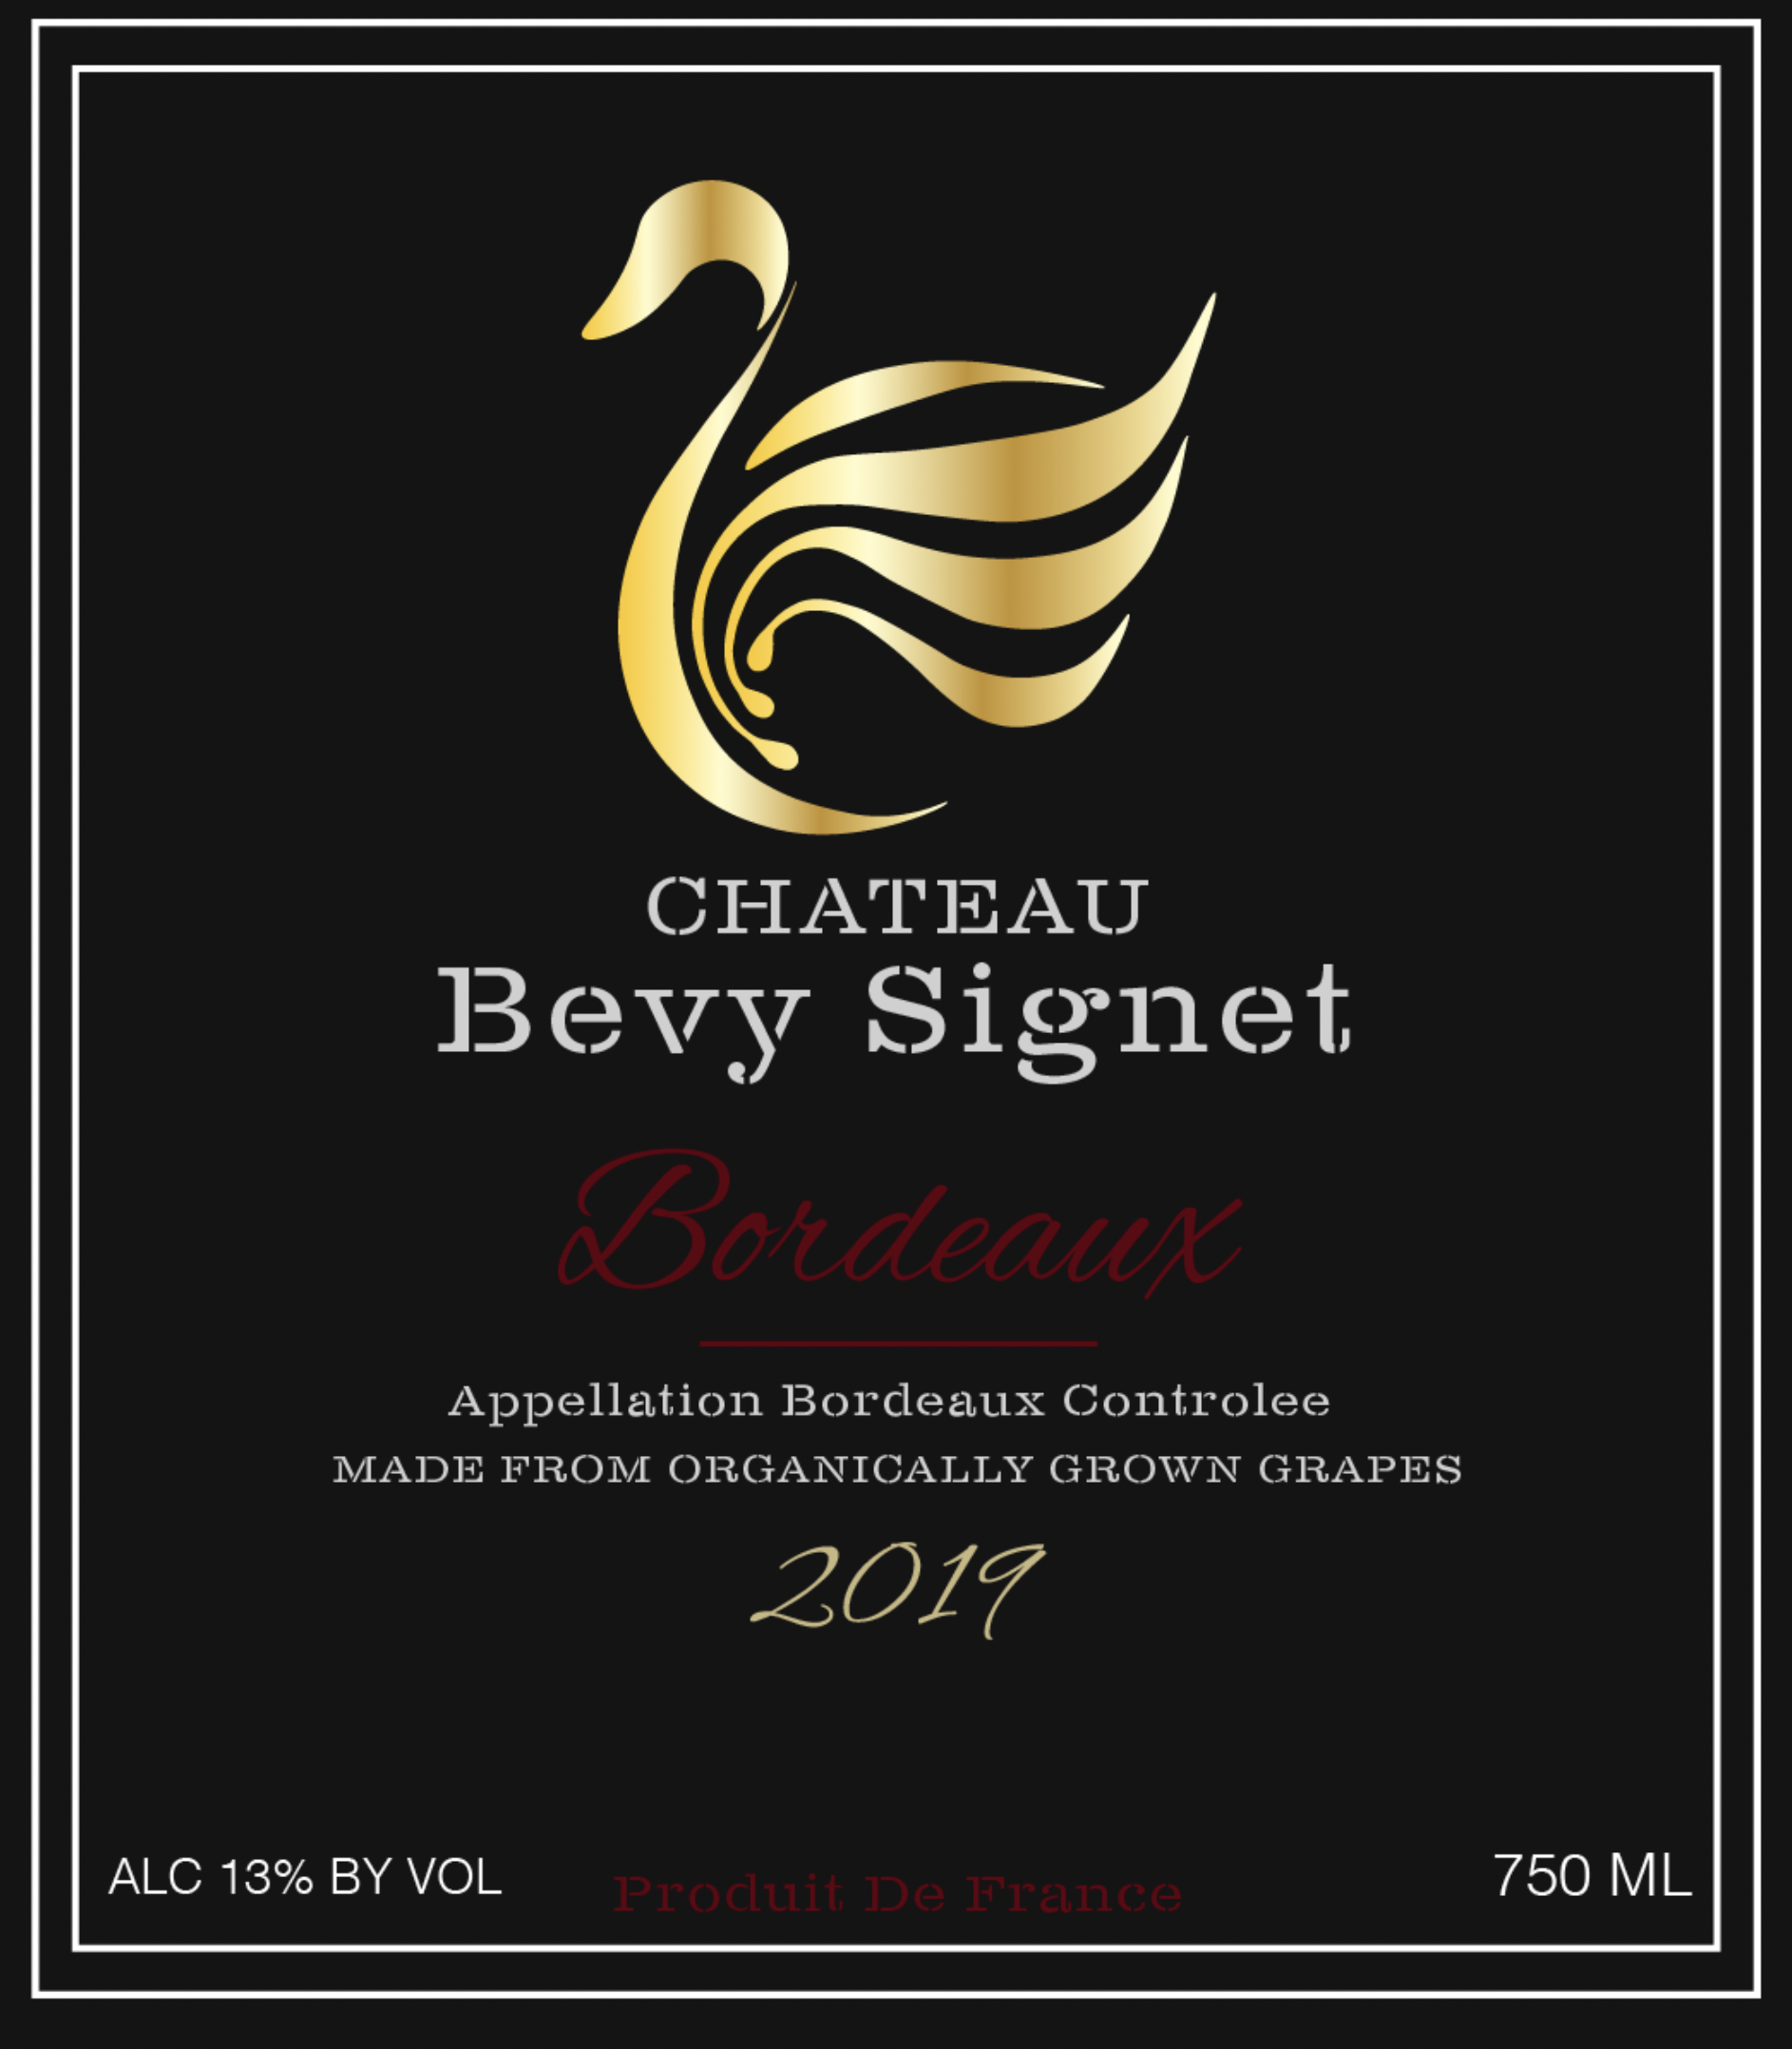 CHATEAU
Bevy Signet
Bordeaux
Appellation Bordeaux Controlee
MADE FROM ORGANICALLY GROWN GRAPES
2019
ALC 13% BY VOL
Produit De France
750 ML